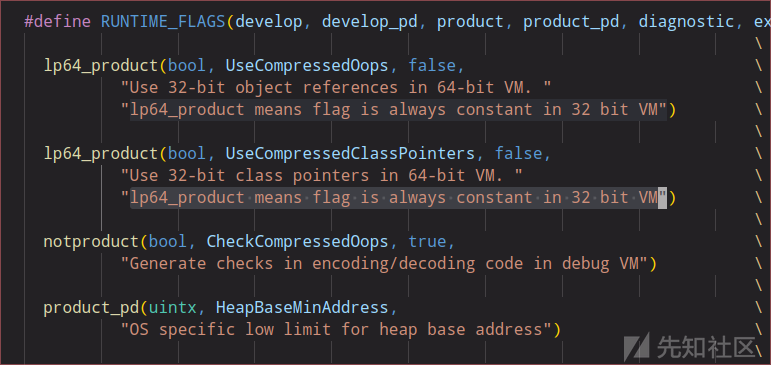 #define RUNTIME_FLAGS(develop, develop_pd, product, product_pd, diagnostic, ex
\
lp64_product(bool, UseCompressedOops, false, \
"Use 32-bit object references in 64-bit VM. " \
"lp64_product means flag is always constant in 32 bit VM") \
\
lp64_product(bool, UseCompressedClassPointers, false, \
"Use 32-bit class pointers in 64-bit VM. " \
"lp64_product means flag is always constant in 32 bit VM") \
\
notproduct(bool, CheckCompressedOops, true, \
"Generate checks in encoding/decoding code in debug VM") \
\
product_pd(uintx, HeapBaseMinAddress, \
"OS specific low limit for heap base address") \
\
先知社区